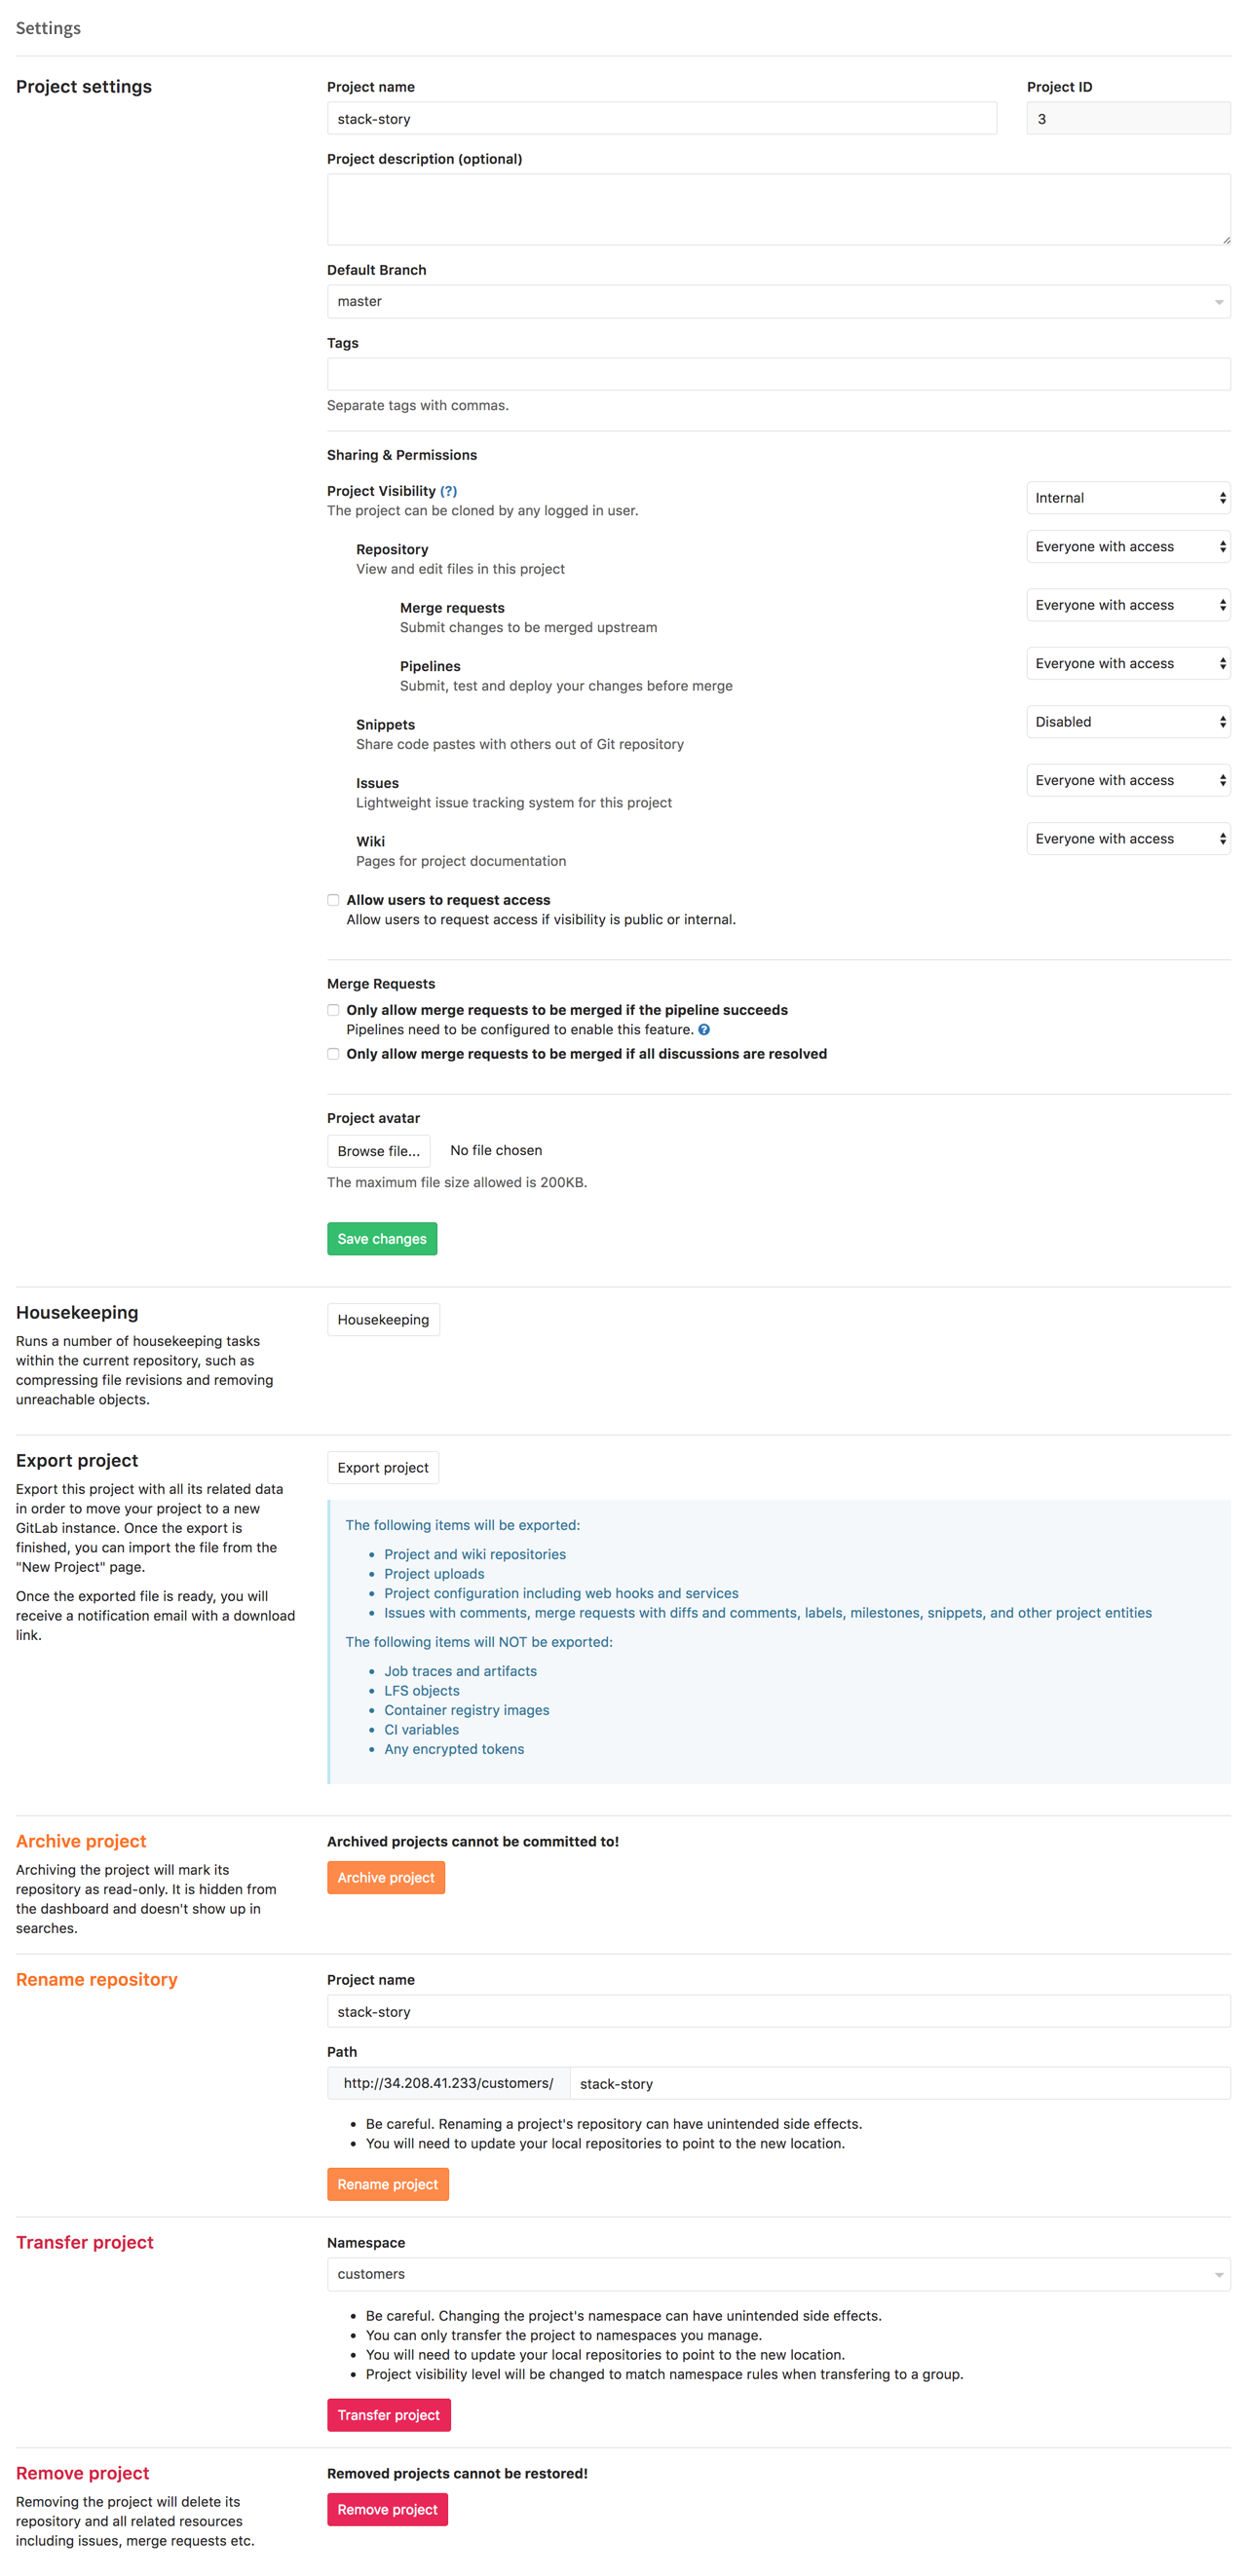 Settings
Project settings
Project name
Project ID
stack-story
3
Project description (optional)
Default Branch
master
Tags
Separate tags with commas.
Sharing & Permissions
Project Visibility (?)
The project can be cloned by any logged in user.
Internal
Repository
View and edit files in this project
Everyone with access
Merge requests
Submit changes to be merged upstream
Everyone with access
Pipelines
Submit, test and deploy your changes before merge
Everyone with access
Snippets
Share code pastes with others out of Git repository
Disabled
Issues
Lightweight issue tracking system for this project
Everyone with access
Wiki
Pages for project documentation
Everyone with access
Allow users to request access
Allow users to request access if visibility is public or internal.
Merge Requests
Only allow merge requests to be merged if the pipeline succeeds
Pipelines need to be configured to enable this feature. ?
Only allow merge requests to be merged if all discussions are resolved
Project avatar
Browse file... No file chosen
The maximum file size allowed is 200KB.
Save changes
Housekeeping
Runs a number of housekeeping tasks
within the current repository, such as
compressing file revisions and removing
unreachable objects.
Housekeeping
Export project
Export this project with all its related data
in order to move your project to a new
GitLab instance. Once the export is
finished, you can import the file from the
"New Project" page.
Once the exported file is ready, you will
receive a notification email with a download
link.
Export project
The following items will be exported:
• Project and wiki repositories
• Project uploads
• Project configuration including web hooks and services
• Issues with comments, merge requests with diffs and comments, labels, milestones, snippets, and other project entities
The following items will NOT be exported:
• Job traces and artifacts
• LFS objects
• Container registry images
• CI variables
• Any encrypted tokens
Archive project
Archiving the project will mark its
repository as read-only. It is hidden from
the dashboard and doesn't show up in
searches.
Archived projects cannot be committed to!
Archive project
Rename repository
Project name
stack-story
Path
http://34.208.41.233/customers/ stack-story
• Be careful. Renaming a project's repository can have unintended side effects.
• You will need to update your local repositories to point to the new location.
Rename project
Transfer project
Namespace
customers
• Be careful. Changing the project's namespace can have unintended side effects.
• You can only transfer the project to namespaces you manage.
• You will need to update your local repositories to point to the new location.
• Project visibility level will be changed to match namespace rules when transfering to a group.
Transfer project
Remove project
Removing the project will delete its
repository and all related resources
including issues, merge requests etc.
Removed projects cannot be restored!
Remove project